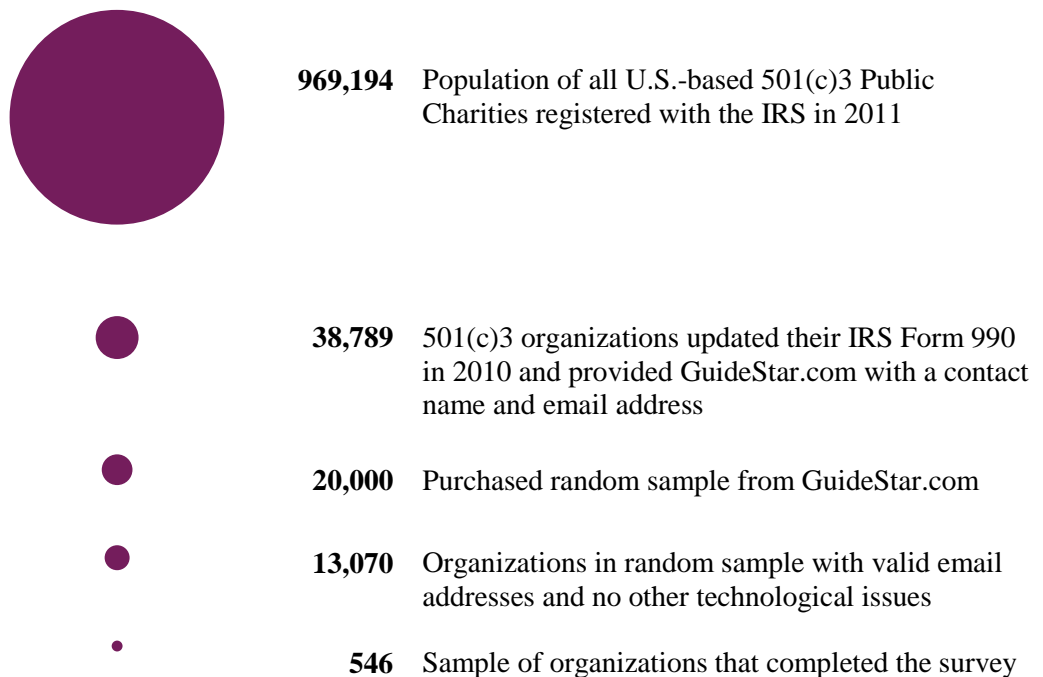 969,194 Population of all U.S.-based 501(c)3 Public
Charities registered with the IRS in 2011
38,789 501(c)3 organizations updated their IRS Form 990
in 2010 and provided GuideStar.com with a contact
name and email address
20,000 Purchased random sample from GuideStar.com
13,070 Organizations in random sample with valid email
addresses and no other technological issues
546 Sample of organizations that completed the survey